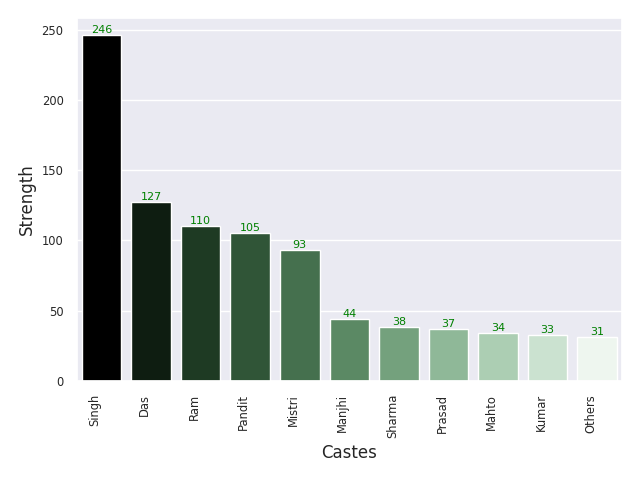 250
200
150
100
50
0
Strength
246
127
110
105
93
44
38
37
34
33
31
Singh
Das
Ram
Pandit
Mistri
Manjhi
Sharma
Prasad
Mahto
Kumar
Others
Castes